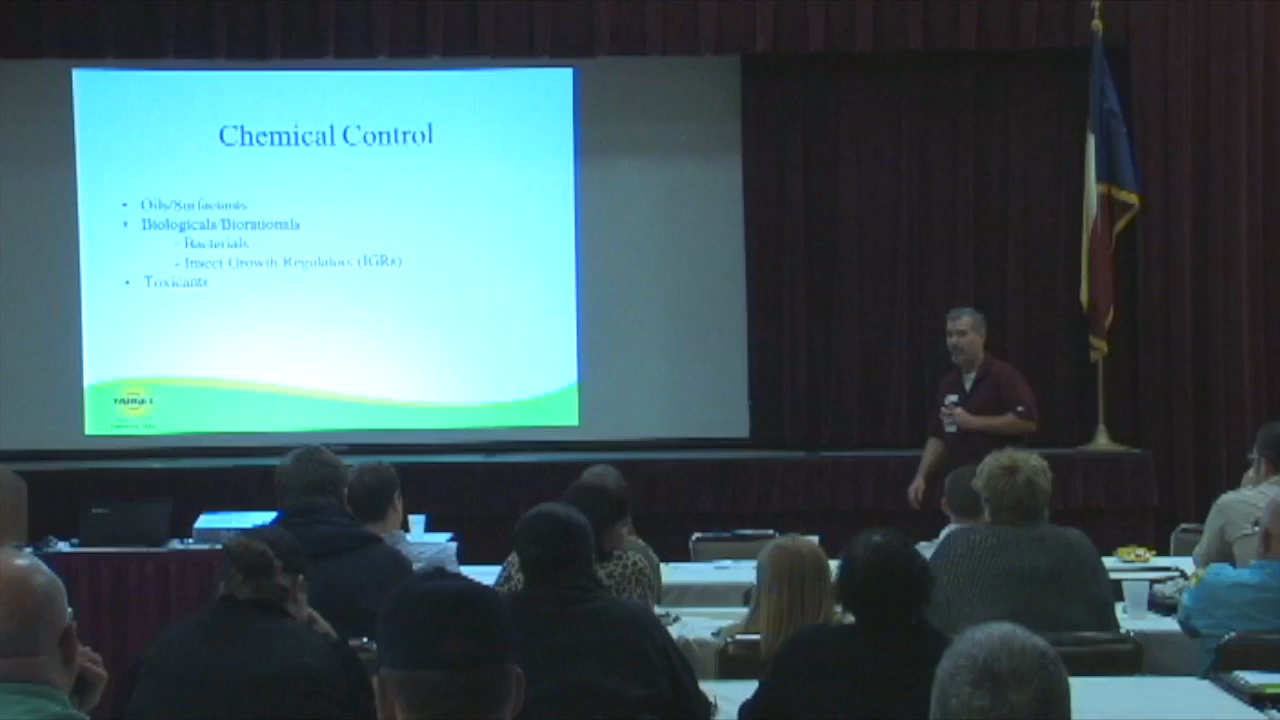 Chemical Control
• Oils/Surfactants
• Biologicals/Biorationals
- Bacterials
- Insect Growth Regulators (IGRs)
• Toxicants